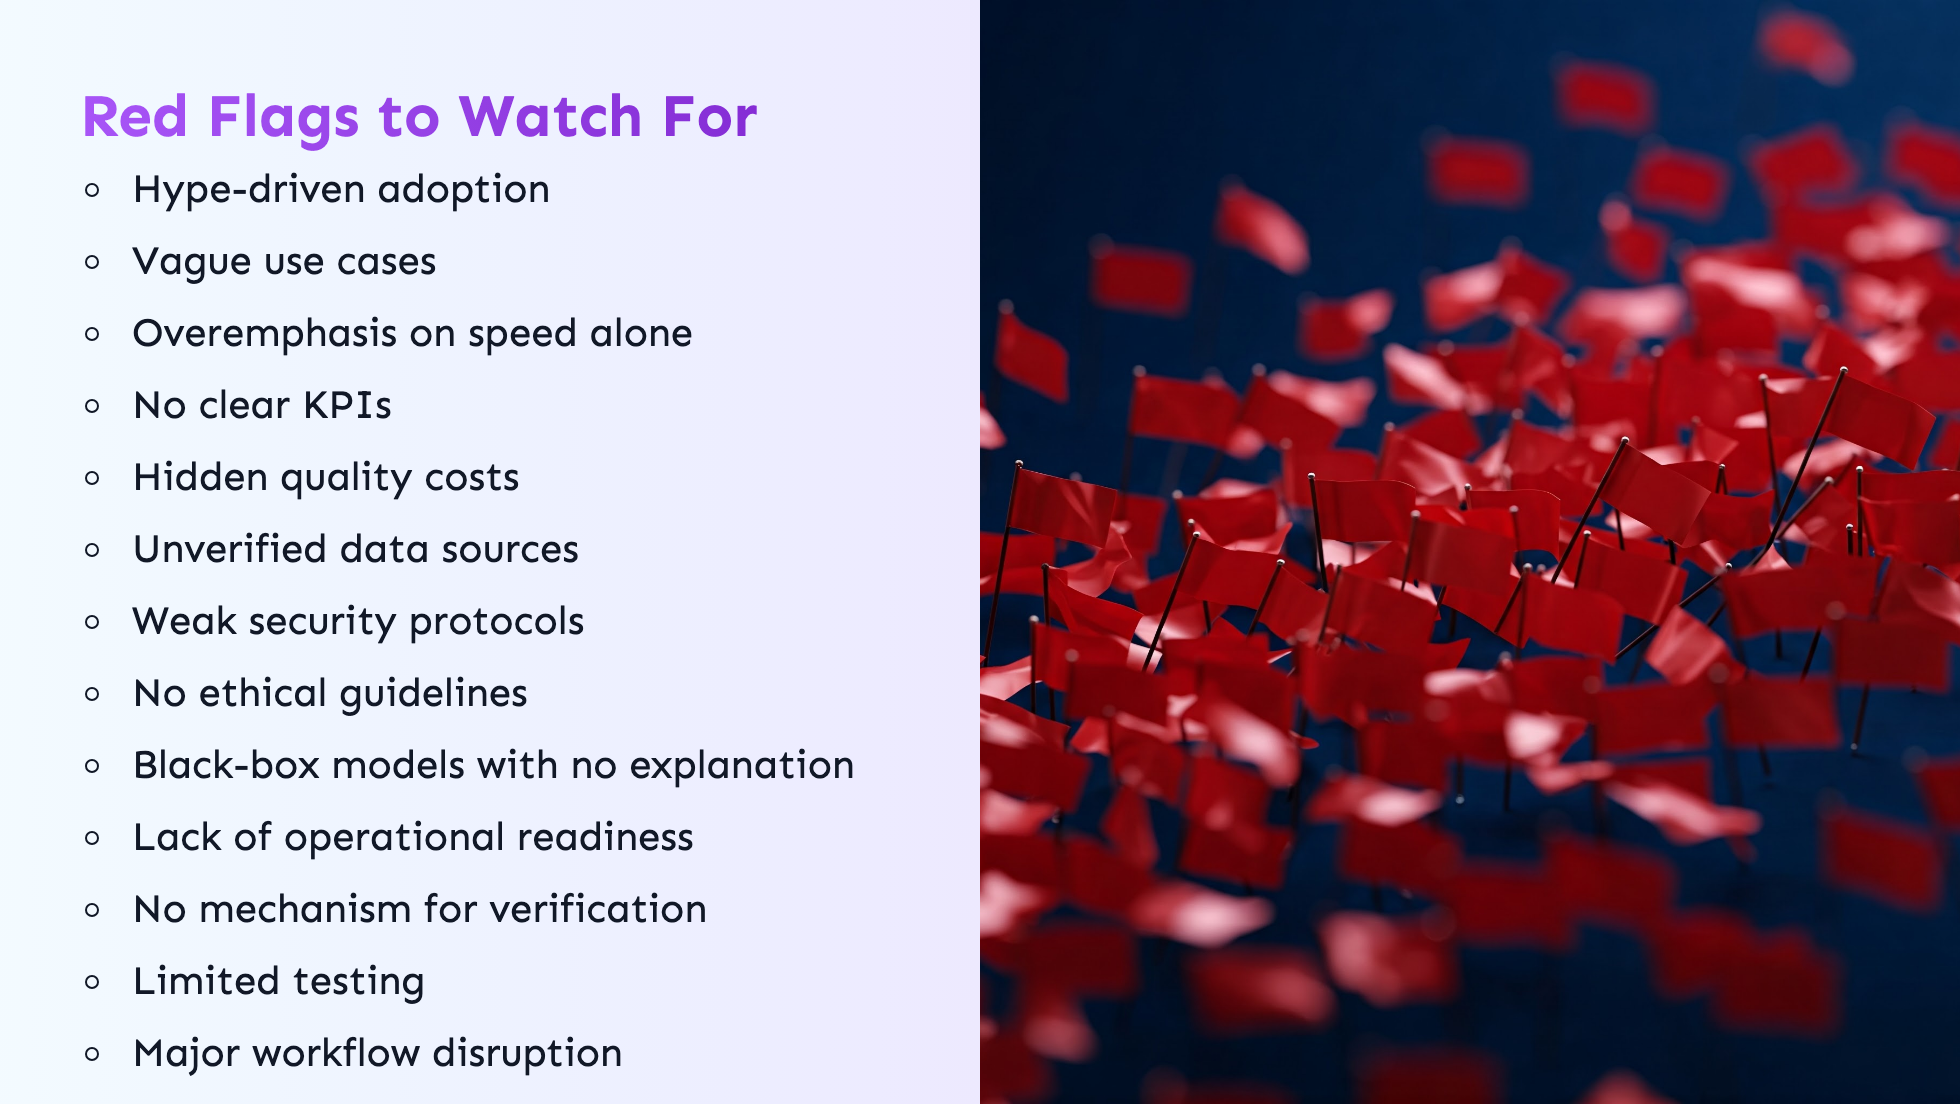 Red Flags to Watch For
Hype-driven adoption
Vague use cases
Overemphasis on speed alone
No clear KPIs
Hidden quality costs
Unverified data sources
Weak security protocols
No ethical guidelines
Black-box models with no explanation
Lack of operational readiness
No mechanism for verification
Limited testing
Major workflow disruption